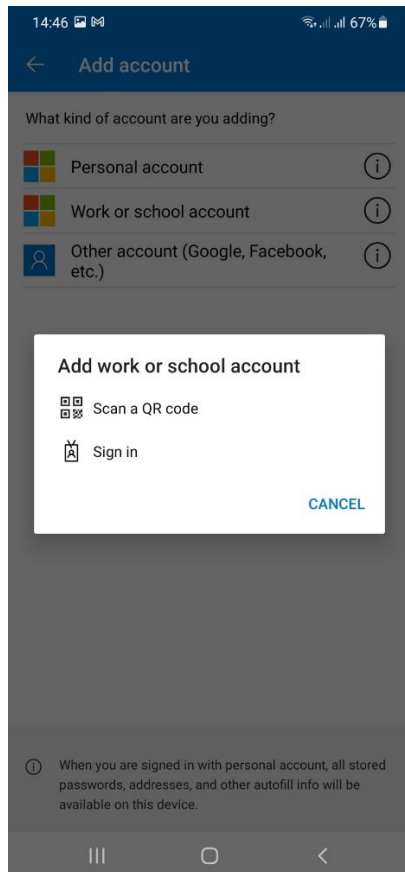 14:46 67%
Add account
What kind of account are you adding?
Personal account
Work or school account
Other account (Google, Facebook,
etc.)
Add work or school account
Scan a QR code
Sign in
CANCEL
When you are signed in with personal account, all stored
passwords, addresses, and other autofill info will be
available on this device.